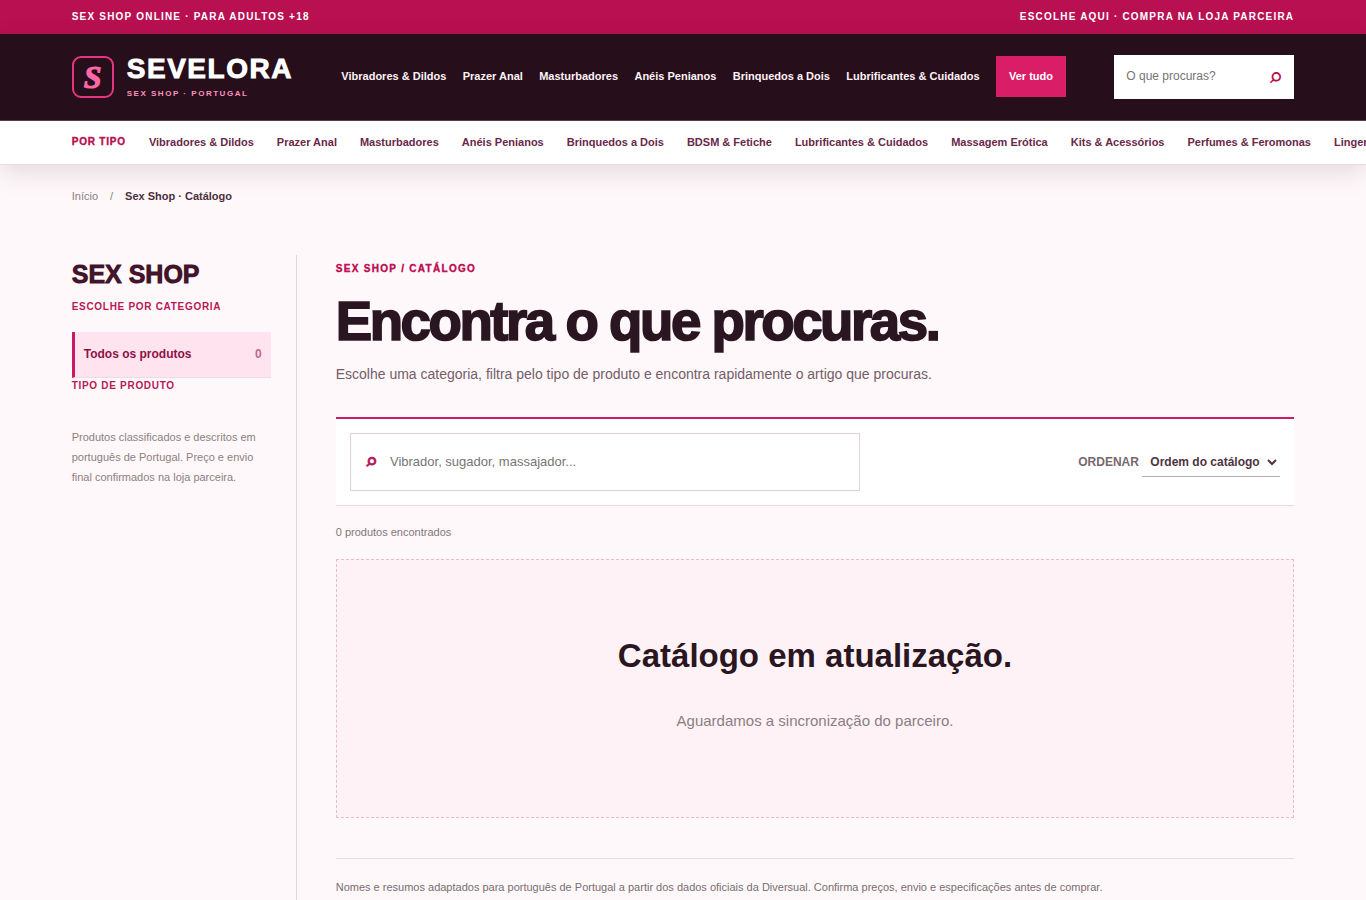 SEX SHOP ONLINE · PARA ADULTOS +18
ESCOLHE AQUI · COMPRA NA LOJA PARCEIRA
S
SEVELORA
SEX SHOP · PORTUGAL
Vibradores & Dildos Prazer Anal Masturbadores Anéis Penianos Brinquedos a Dois Lubrificantes & Cuidados Ver tudo
O que procuras?
POR TIPO Vibradores & Dildos Prazer Anal Masturbadores Anéis Penianos Brinquedos a Dois BDSM & Fetiche Lubrificantes & Cuidados Massagem Erótica Kits & Acessórios Perfumes & Feromonas
Início / Sex Shop · Catálogo
SEX SHOP
ESCOLHE POR CATEGORIA
Todos os produtos 0
TIPO DE PRODUTO
Produtos classificados e descritos em
português de Portugal. Preço e envio
final confirmados na loja parceira.
SEX SHOP / CATÁLOGO
Encontra o que procuras.
Escolhe uma categoria, filtra pelo tipo de produto e encontra rapidamente o artigo que procuras.
Vibrador, sugador, massajador...
ORDENAR Ordem do catálogo
0 produtos encontrados
Catálogo em atualização.
Aguardamos a sincronização do parceiro.
Nomes e resumos adaptados para português de Portugal a partir dos dados oficiais da Diversual. Confirma preços, envio e especificações antes de comprar.